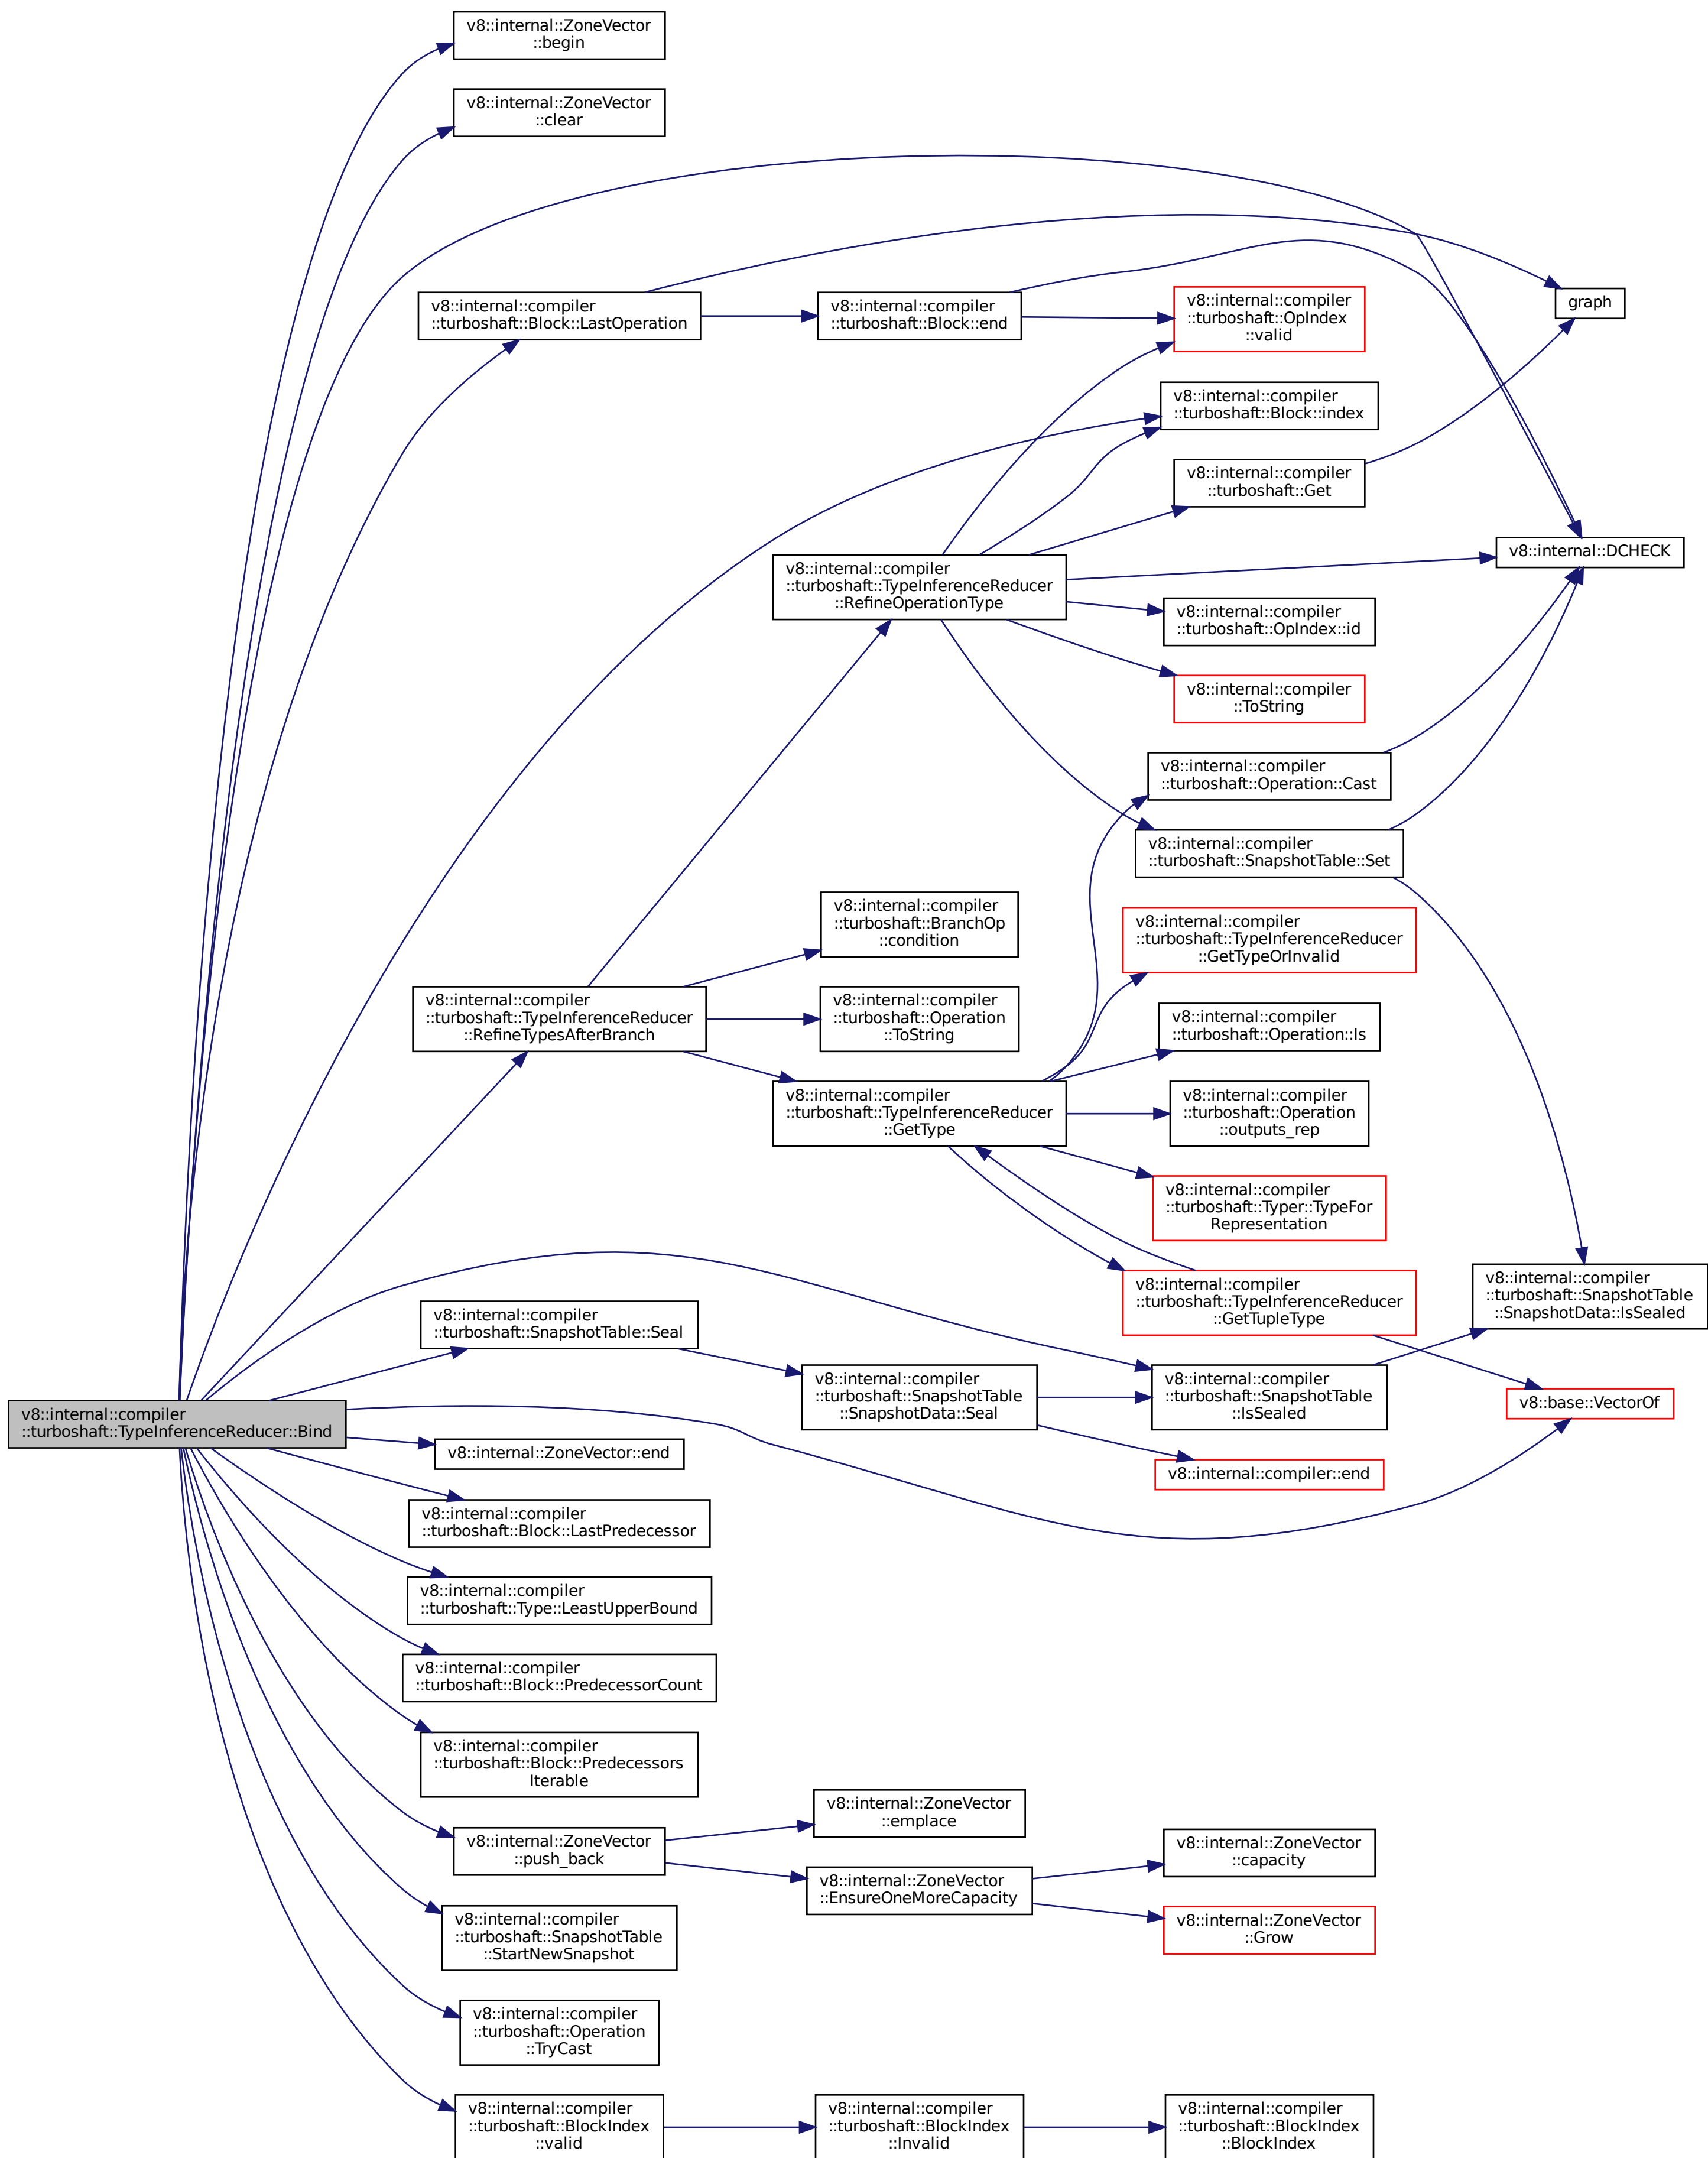 v8::internal::ZoneVector
::begin
v8::internal::ZoneVector
::clear
v8::internal::compiler
::turboshaft::Block::LastOperation
v8::internal::compiler
::turboshaft::Block::end
v8::internal::compiler
::turboshaft::OpIndex
::valid
graph
v8::internal::compiler
::turboshaft::Block::index
v8::internal::compiler
::turboshaft::Get
v8::internal::DCHECK
v8::internal::compiler
::turboshaft::TypeInferenceReducer
::RefineOperationType
v8::internal::compiler
::turboshaft::OpIndex::id
v8::internal::compiler
::ToString
v8::internal::compiler
::turboshaft::Operation::Cast
v8::internal::compiler
::turboshaft::SnapshotTable::Set
v8::internal::compiler
::turboshaft::BranchOp
::condition
v8::internal::compiler
::turboshaft::TypeInferenceReducer
::GetTypeOrInvalid
v8::internal::compiler
::turboshaft::TypeInferenceReducer
::RefineTypesAfterBranch
v8::internal::compiler
::turboshaft::Operation
::ToString
v8::internal::compiler
::turboshaft::Operation::Is
v8::internal::compiler
::turboshaft::TypeInferenceReducer
::GetType
v8::internal::compiler
::turboshaft::Operation
::outputs_rep
v8::internal::compiler
::turboshaft::Typer::TypeFor
Representation
v8::internal::compiler
::turboshaft::TypeInferenceReducer
::GetTupleType
v8::internal::compiler
::turboshaft::SnapshotTable
::SnapshotData::IsSealed
v8::internal::compiler
::turboshaft::SnapshotTable::Seal
v8::internal::compiler
::turboshaft::SnapshotTable
::SnapshotData::Seal
v8::internal::compiler
::turboshaft::SnapshotTable
::IsSealed
v8::base::VectorOf
v8::internal::compiler
::turboshaft::TypeInferenceReducer::Bind
v8::internal::ZoneVector::end
v8::internal::compiler::end
v8::internal::compiler
::turboshaft::Block::LastPredecessor
v8::internal::compiler
::turboshaft::Type::LeastUpperBound
v8::internal::compiler
::turboshaft::Block::PredecessorCount
v8::internal::compiler
::turboshaft::Block::Predecessors
Iterable
v8::internal::ZoneVector
::push_back
v8::internal::ZoneVector
::emplace
v8::internal::ZoneVector
::EnsureOneMoreCapacity
v8::internal::ZoneVector
::capacity
v8::internal::ZoneVector
::Grow
v8::internal::compiler
::turboshaft::SnapshotTable
::StartNewSnapshot
v8::internal::compiler
::turboshaft::Operation
::TryCast
v8::internal::compiler
::turboshaft::BlockIndex
::valid
v8::internal::compiler
::turboshaft::BlockIndex
::Invalid
v8::internal::compiler
::turboshaft::BlockIndex
::BlockIndex